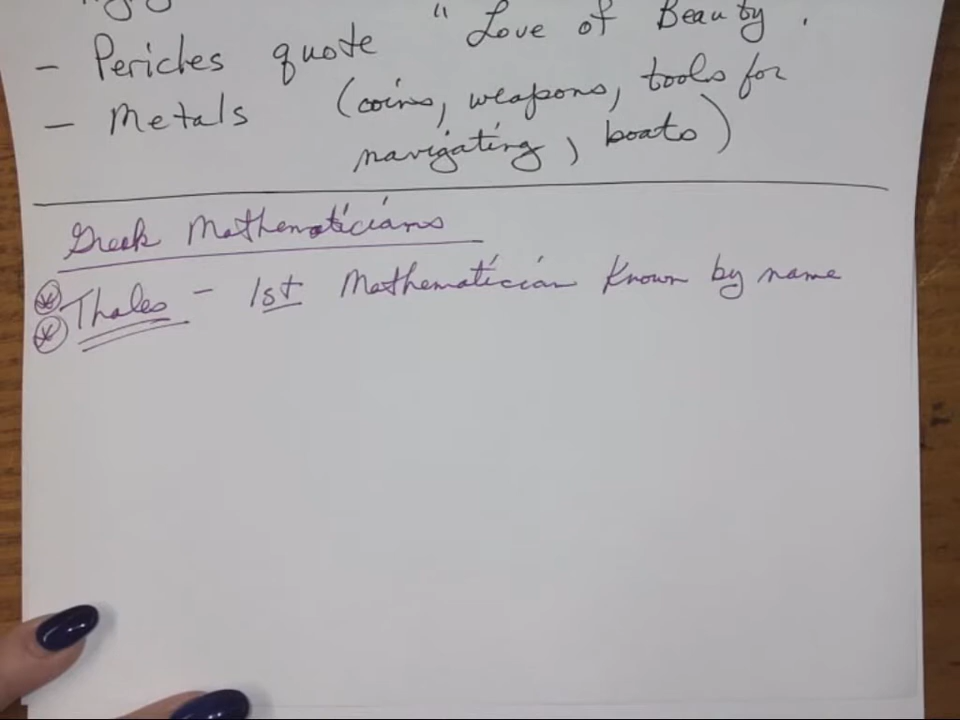 - Pericles quote " Love of Beauty .
- Metals (coins, weapons, tools for
navigating, boats)
Greek Mathematicians
Thales - 1st Mathematician Known by name